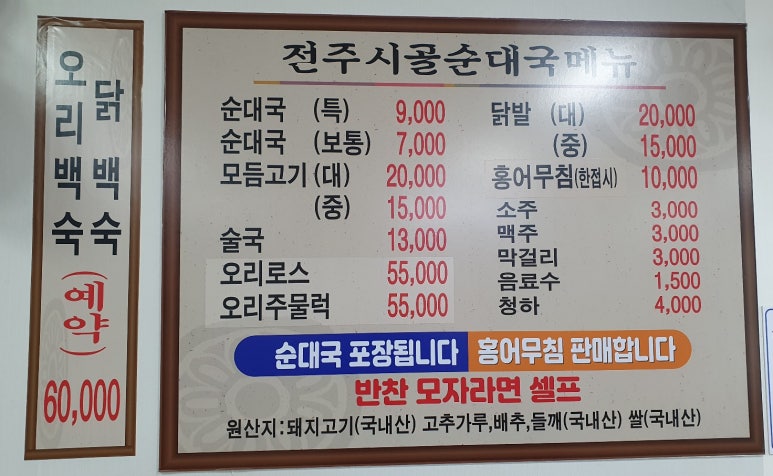 오리백숙
닭백숙
(예약)
60,000
전주시골순대국메뉴
순대국 (특) 9,000
순대국 (보통) 7,000
모듬고기 (대) 20,000
(중) 15,000
술국 13,000
오리로스 55,000
오리주물럭 55,000
닭발 (대) 20,000
(중) 15,000
홍어무침(한접시) 10,000
소주 3,000
맥주 3,000
막걸리 3,000
음료수 1,500
청하 4,000
순대국 포장됩니다 홍어무침 판매합니다
반찬 모자라면 셀프
원산지:돼지고기(국내산) 고추가루,배추,들깨(국내산) 쌀(국내산)